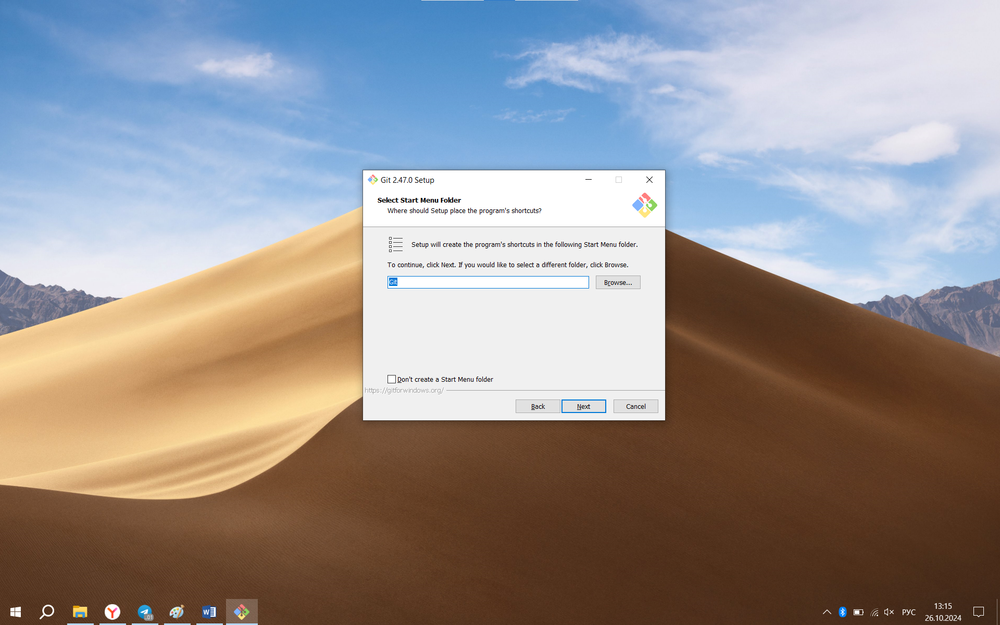 Git 2.47.0 Setup
Select Start Menu Folder
Where should Setup place the program's shortcuts?
Setup will create the program's shortcuts in the following Start Menu folder.
To continue, click Next. If you would like to select a different folder, click Browse.
Git
Browse...
Don't create a Start Menu folder
https://gitforwindows.org/
Back
Next
Cancel
.01
W
РУС
13:15
26.10.2024